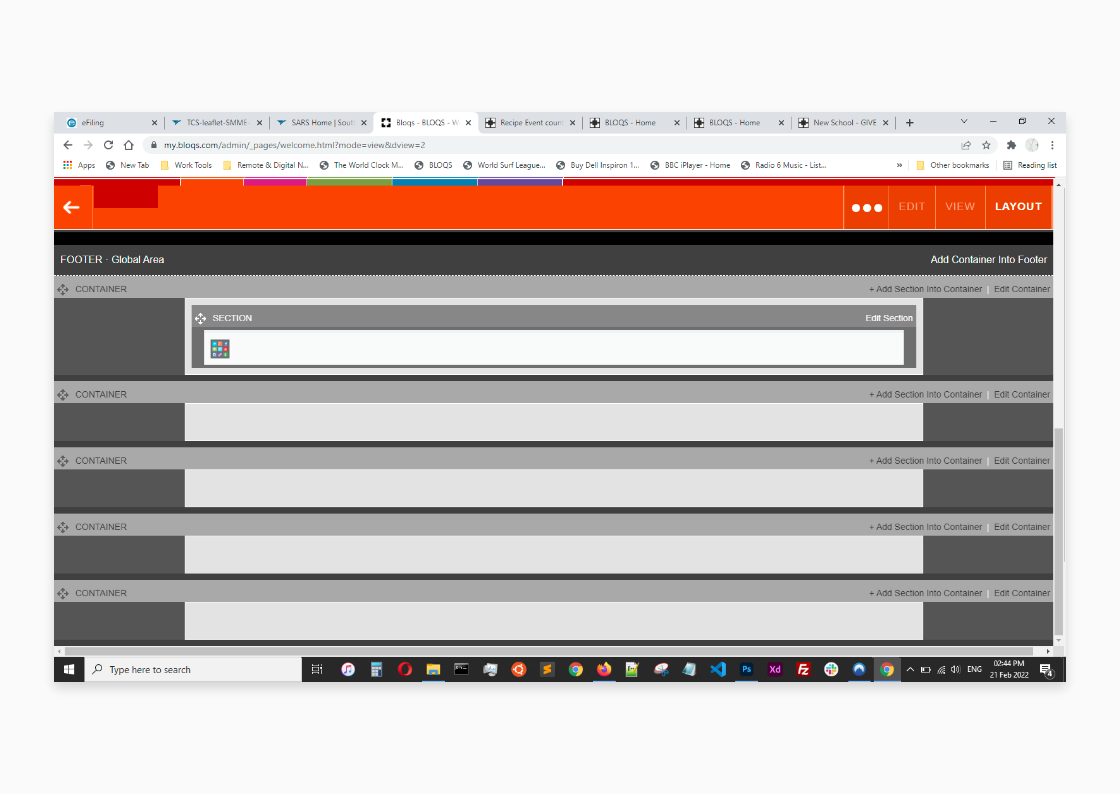 eFiling TCS-leaflet-SMME- SARS Home | South Bloqs - BLOQS - W Recipe Event coun BLOQS - Home BLOQS - Home New School - GIVE
my.bloqs.com/admin/_pages/welcome.html?mode=view&dview=2
Apps New Tab Work Tools Remote & Digital N... The World Clock M... BLOQS World Surf League... Buy Dell Inspiron 1... BBC iPlayer - Home Radio 6 Music - List... » Other bookmarks Reading list
EDIT VIEW LAYOUT
FOOTER - Global Area Add Container Into Footer
CONTAINER + Add Section Into Container | Edit Container
SECTION Edit Section
CONTAINER + Add Section Into Container | Edit Container
CONTAINER + Add Section Into Container | Edit Container
CONTAINER + Add Section Into Container | Edit Container
CONTAINER + Add Section Into Container | Edit Container
Type here to search Ps Xd ENG 02:44 PM
21 Feb 2022 4